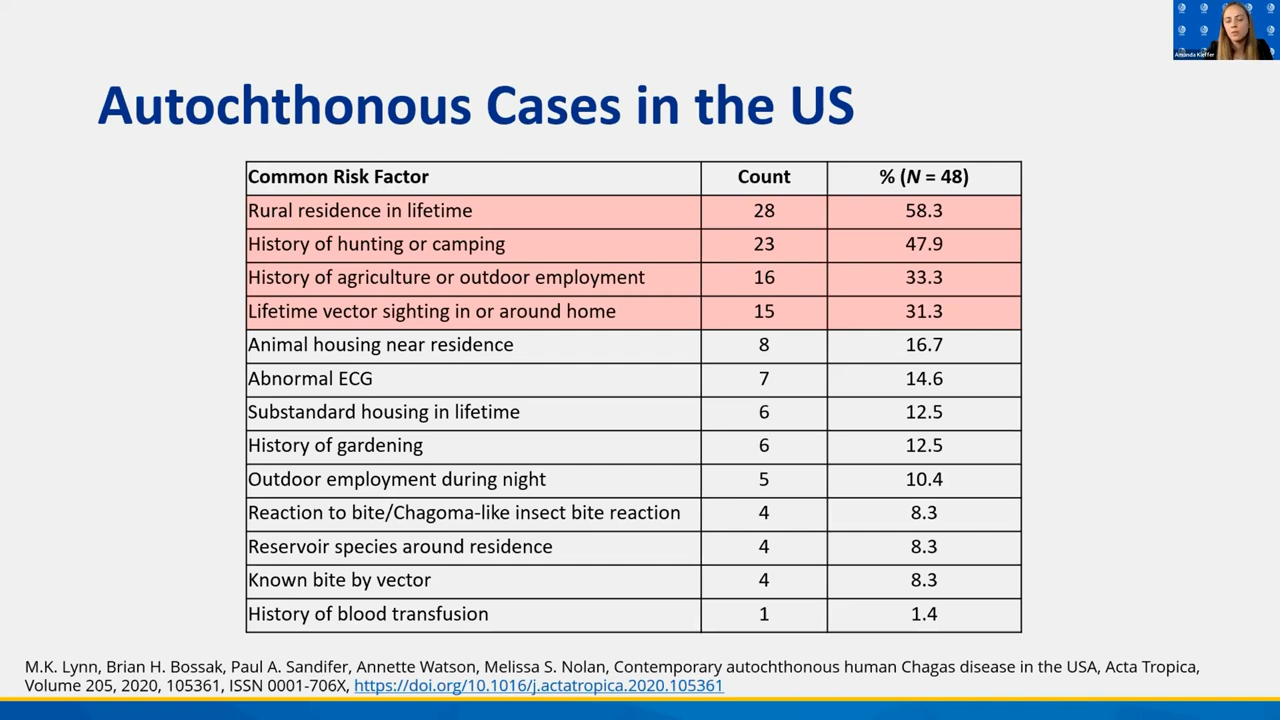 Amanda Kieffer
Autochthonous Cases in the US
Common Risk Factor Count % (N = 48)
Rural residence in lifetime 28 58.3
History of hunting or camping 23 47.9
History of agriculture or outdoor employment 16 33.3
Lifetime vector sighting in or around home 15 31.3
Animal housing near residence 8 16.7
Abnormal ECG 7 14.6
Substandard housing in lifetime 6 12.5
History of gardening 6 12.5
Outdoor employment during night 5 10.4
Reaction to bite/Chagoma-like insect bite reaction 4 8.3
Reservoir species around residence 4 8.3
Known bite by vector 4 8.3
History of blood transfusion 1 1.4
M.K. Lynn, Brian H. Bossak, Paul A. Sandifer, Annette Watson, Melissa S. Nolan, Contemporary autochthonous human Chagas disease in the USA, Acta Tropica,
Volume 205, 2020, 105361, ISSN 0001-706X, https://doi.org/10.1016/j.actatropica.2020.105361